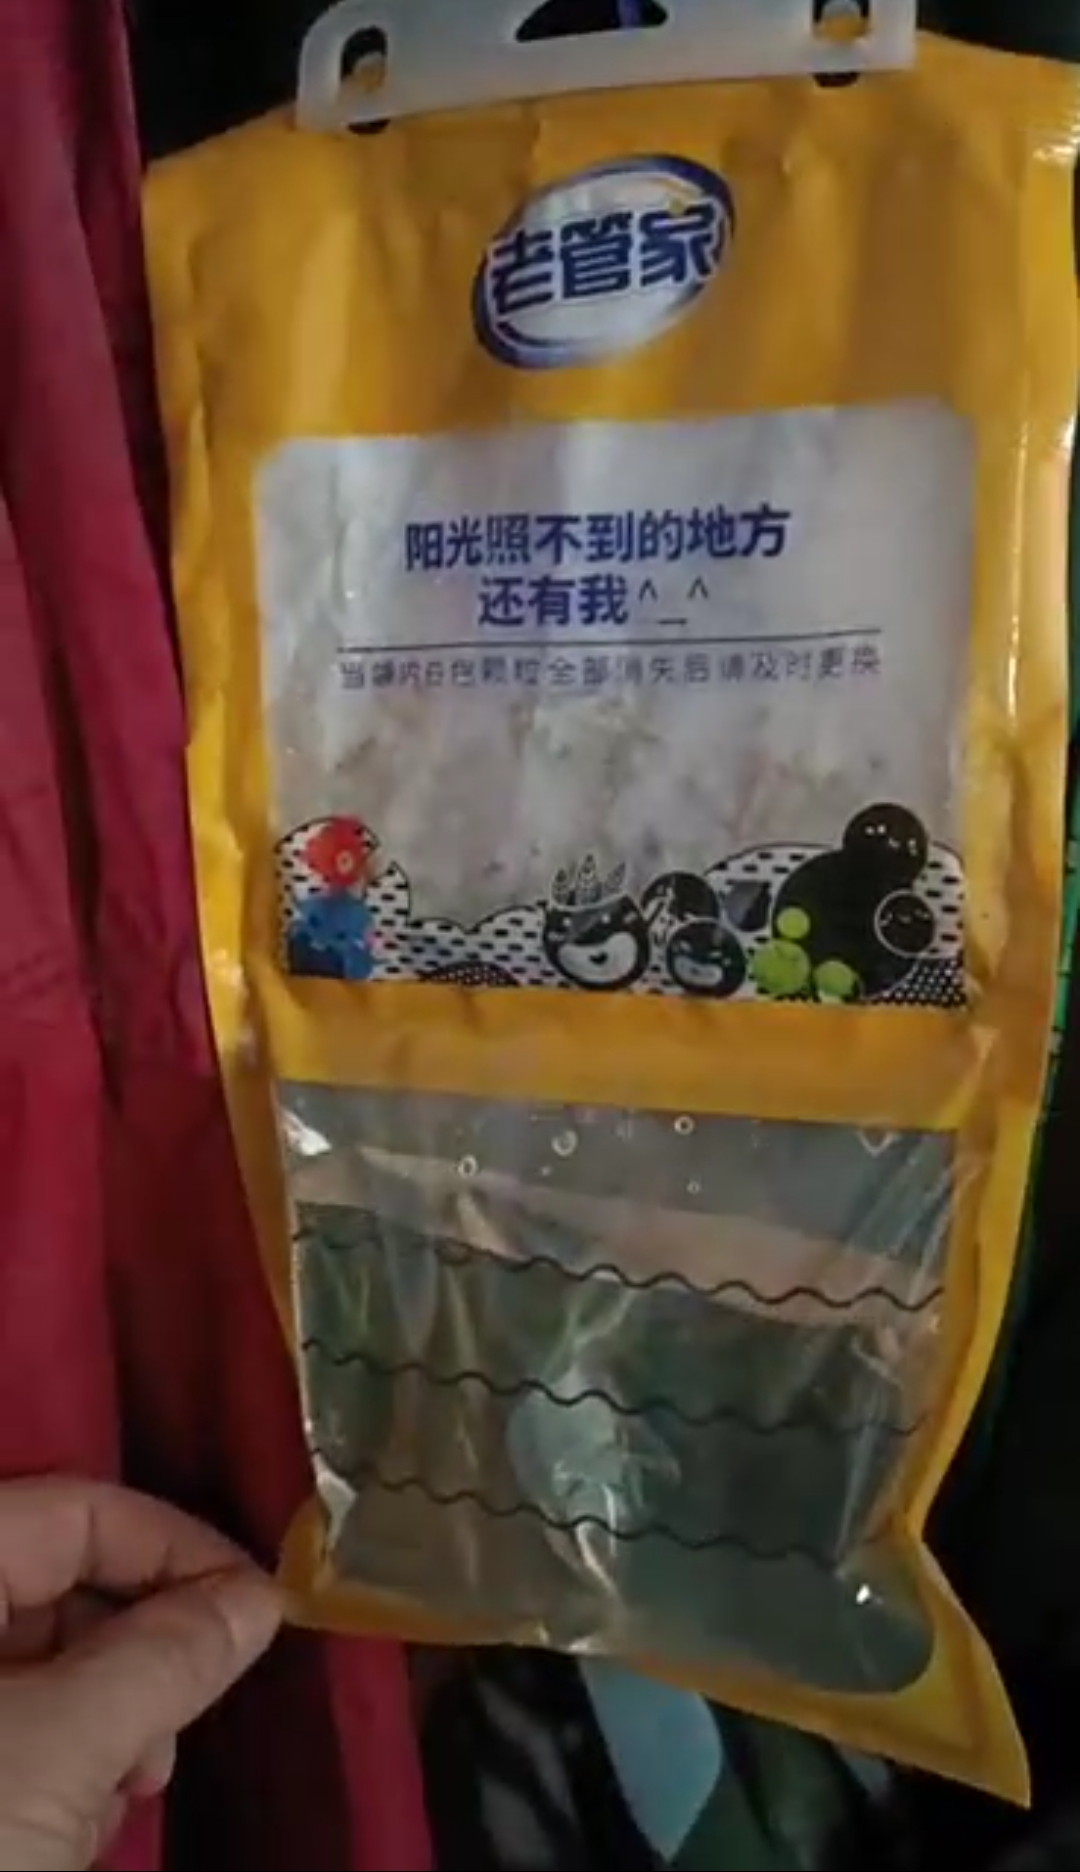 老管家
阳光照不到的地方
还有我^_^
当袋内白色颗粒全部消失后请及时更换